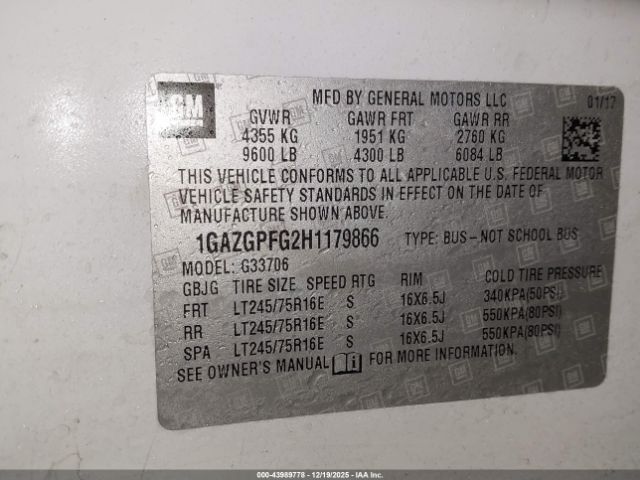 GM
MFD BY GENERAL MOTORS LLC 01/17
GVWR GAWR FRT GAWR RR
4355 KG 1951 KG 2760 KG
9600 LB 4300 LB 6084 LB
THIS VEHICLE CONFORMS TO ALL APPLICABLE U.S. FEDERAL MOTOR
VEHICLE SAFETY STANDARDS IN EFFECT ON THE DATE OF
MANUFACTURE SHOWN ABOVE.
1GAZGPFG2H1179866 TYPE: BUS-NOT SCHOOL BUS
MODEL: G33706
GBJG TIRE SIZE SPEED RTG RIM COLD TIRE PRESSURE
FRT LT245/75R16E S 16X6.5J 340KPA(50PSI)
RR LT245/75R16E S 16X6.5J 550KPA(80PSI)
SPA LT245/75R16E S 16X6.5J 550KPA(80PSI)
SEE OWNER'S MANUAL FOR MORE INFORMATION.
000-43989778 - 12/19/2025 - IAAI.COM